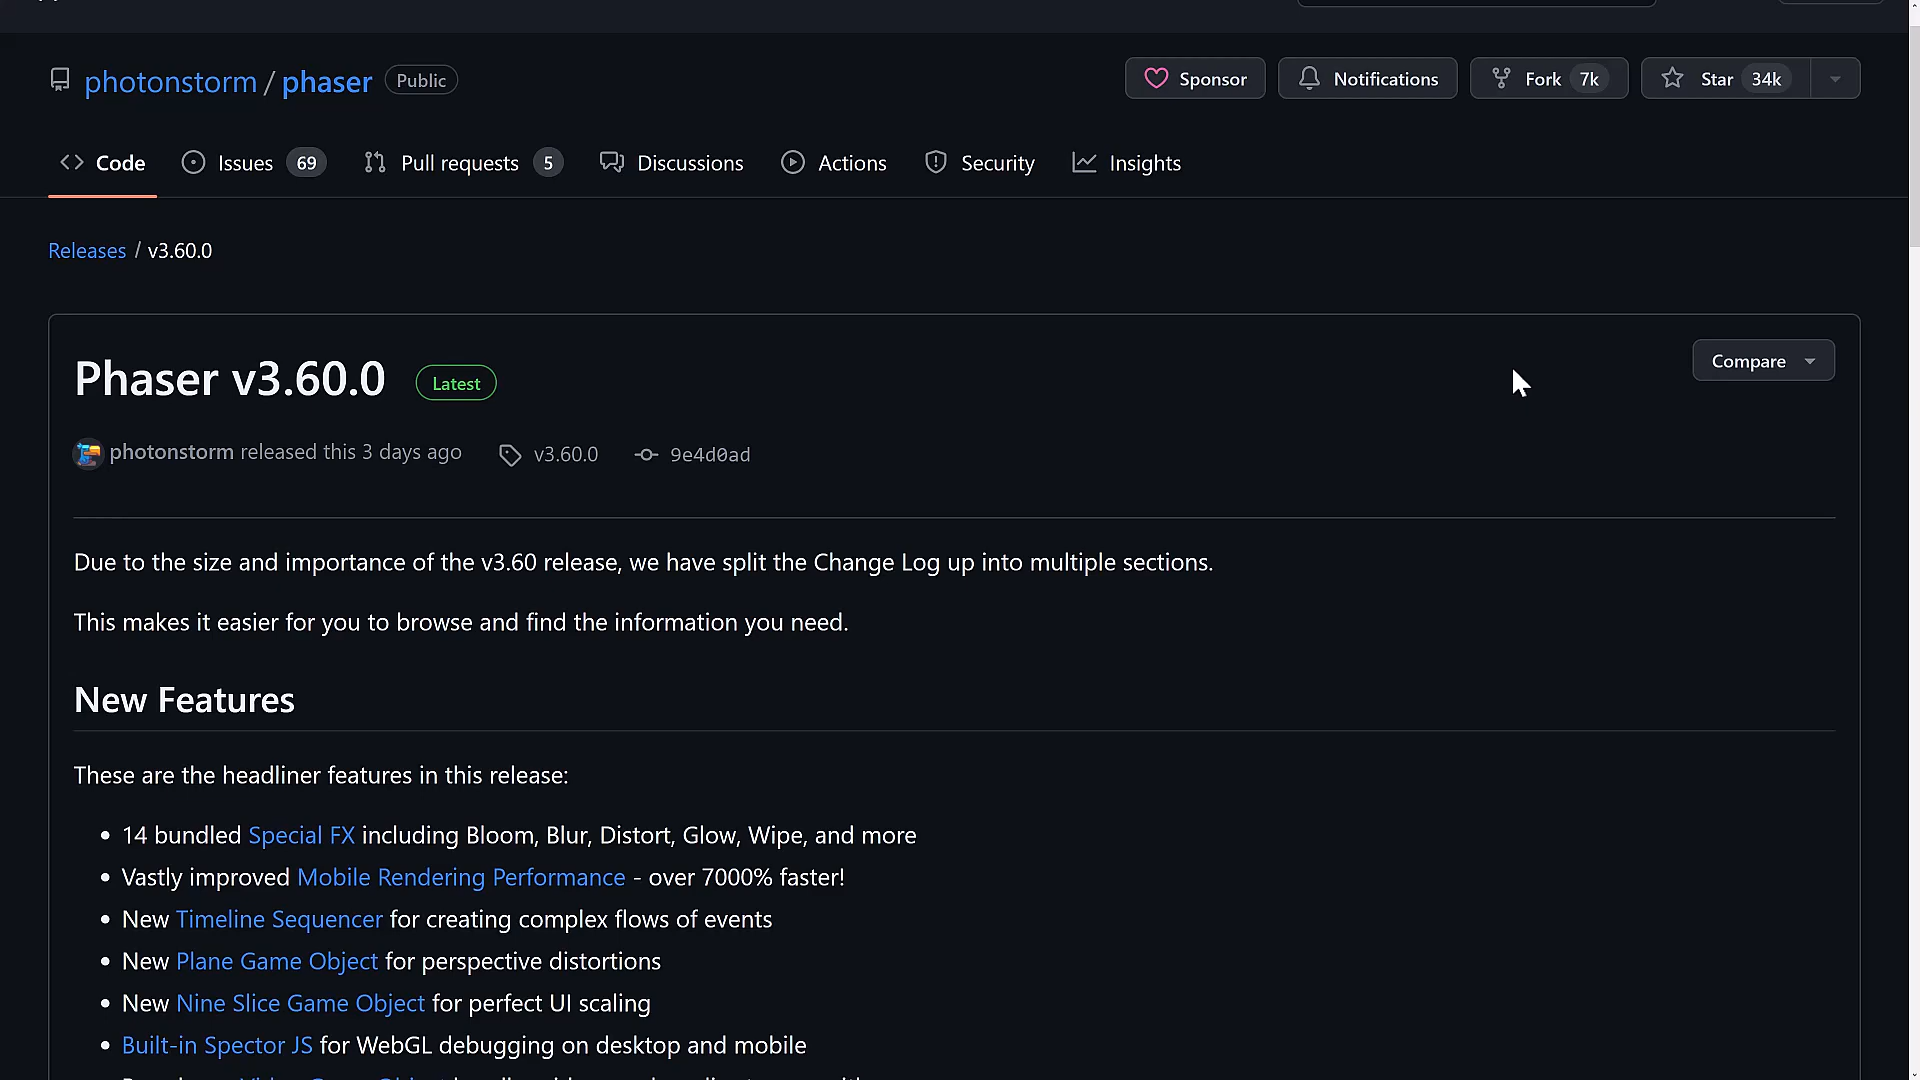 photonstorm / phaser Public
Sponsor Notifications Fork 7k Star 34k
Code Issues 69 Pull requests 5 Discussions Actions Security Insights
Releases / v3.60.0
Phaser v3.60.0 Latest
Compare
photonstorm released this 3 days ago v3.60.0 9e4d0ad
Due to the size and importance of the v3.60 release, we have split the Change Log up into multiple sections.
This makes it easier for you to browse and find the information you need.
New Features
These are the headliner features in this release:
• 14 bundled Special FX including Bloom, Blur, Distort, Glow, Wipe, and more
• Vastly improved Mobile Rendering Performance - over 7000% faster!
• New Timeline Sequencer for creating complex flows of events
• New Plane Game Object for perspective distortions
• New Nine Slice Game Object for perfect UI scaling
• Built-in Spector JS for WebGL debugging on desktop and mobile